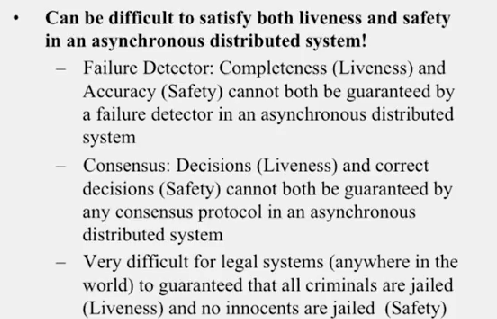 • Can be difficult to satisfy both liveness and safety
in an asynchronous distributed system!
– Failure Detector: Completeness (Liveness) and
Accuracy (Safety) cannot both be guaranteed by
a failure detector in an asynchronous distributed
system
– Consensus: Decisions (Liveness) and correct
decisions (Safety) cannot both be guaranteed by
any consensus protocol in an asynchronous
distributed system
– Very difficult for legal systems (anywhere in the
world) to guaranteed that all criminals are jailed
(Liveness) and no innocents are jailed (Safety)